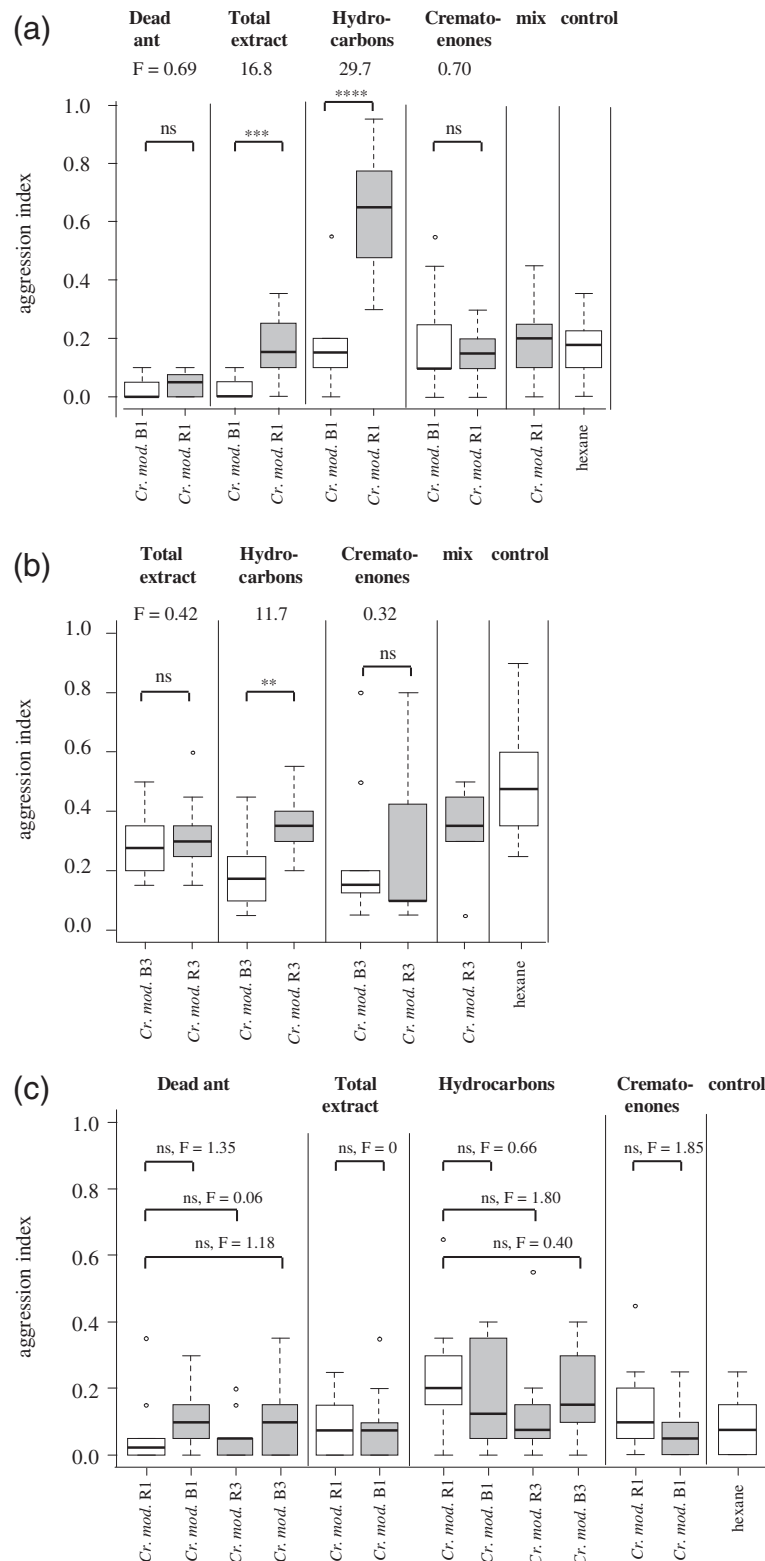 (a)
Dead ant Total extract Hydro-carbons Cremato-enones mix control
F = 0.69 16.8 29.7 0.70
ns *** **** ns
aggression index
1.0
0.8
0.6
0.4
0.2
0.0
Cr. mod. B1
Cr. mod. R1
Cr. mod. B1
Cr. mod. R1
Cr. mod. B1
Cr. mod. R1
Cr. mod. B1
Cr. mod. R1
Cr. mod. R1
hexane
(b)
Total extract Hydro-carbons Cremato-enones mix control
F = 0.42 11.7 0.32
ns ** ns
aggression index
1.0
0.8
0.6
0.4
0.2
0.0
Cr. mod. B3
Cr. mod. R3
Cr. mod. B3
Cr. mod. R3
Cr. mod. B3
Cr. mod. R3
Cr. mod. R3
hexane
(c)
Dead ant Total extract Hydrocarbons Cremato-enones control
ns, F = 1.35
ns, F = 0.06
ns, F = 1.18
ns, F = 0
ns, F = 0.66
ns, F = 1.80
ns, F = 0.40
ns, F = 1.85
aggression index
1.0
0.8
0.6
0.4
0.2
0.0
Cr. mod. R1
Cr. mod. B1
Cr. mod. R3
Cr. mod. B3
Cr. mod. R1
Cr. mod. B1
Cr. mod. R1
Cr. mod. B1
Cr. mod. R3
Cr. mod. B3
Cr. mod. R1
Cr. mod. B1
hexane